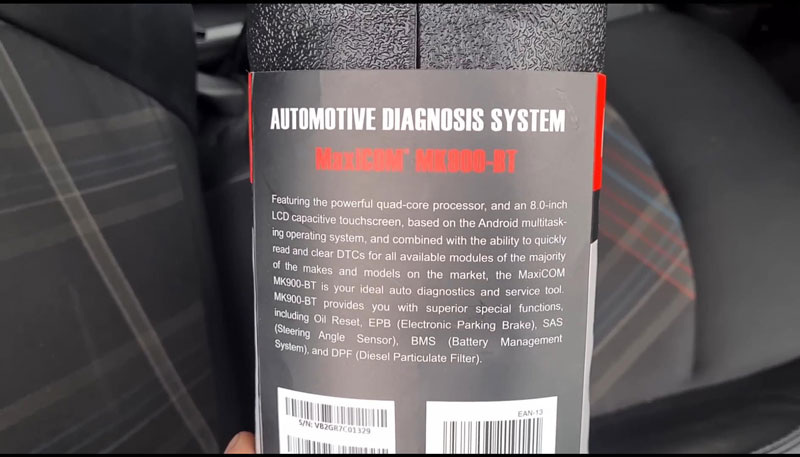 AUTOMOTIVE DIAGNOSIS SYSTEM
MaxiCOM™ MK900-BT
Featuring the powerful quad-core processor, and an 8.0-inch
LCD capacitive touchscreen, based on the Android multitask-
ing operating system, and combined with the ability to quickly
read and clear DTCs for all available modules of the majority
of the makes and models on the market, the MaxiCOM
MK900-BT is your ideal auto diagnostics and service tool.
MK900-BT provides you with superior special functions,
including Oil Reset, EPB (Electronic Parking Brake), SAS
(Steering Angle Sensor), BMS (Battery Management
System), and DPF (Diesel Particulate Filter).
EAN-13
S/N: VB2GR7C01329